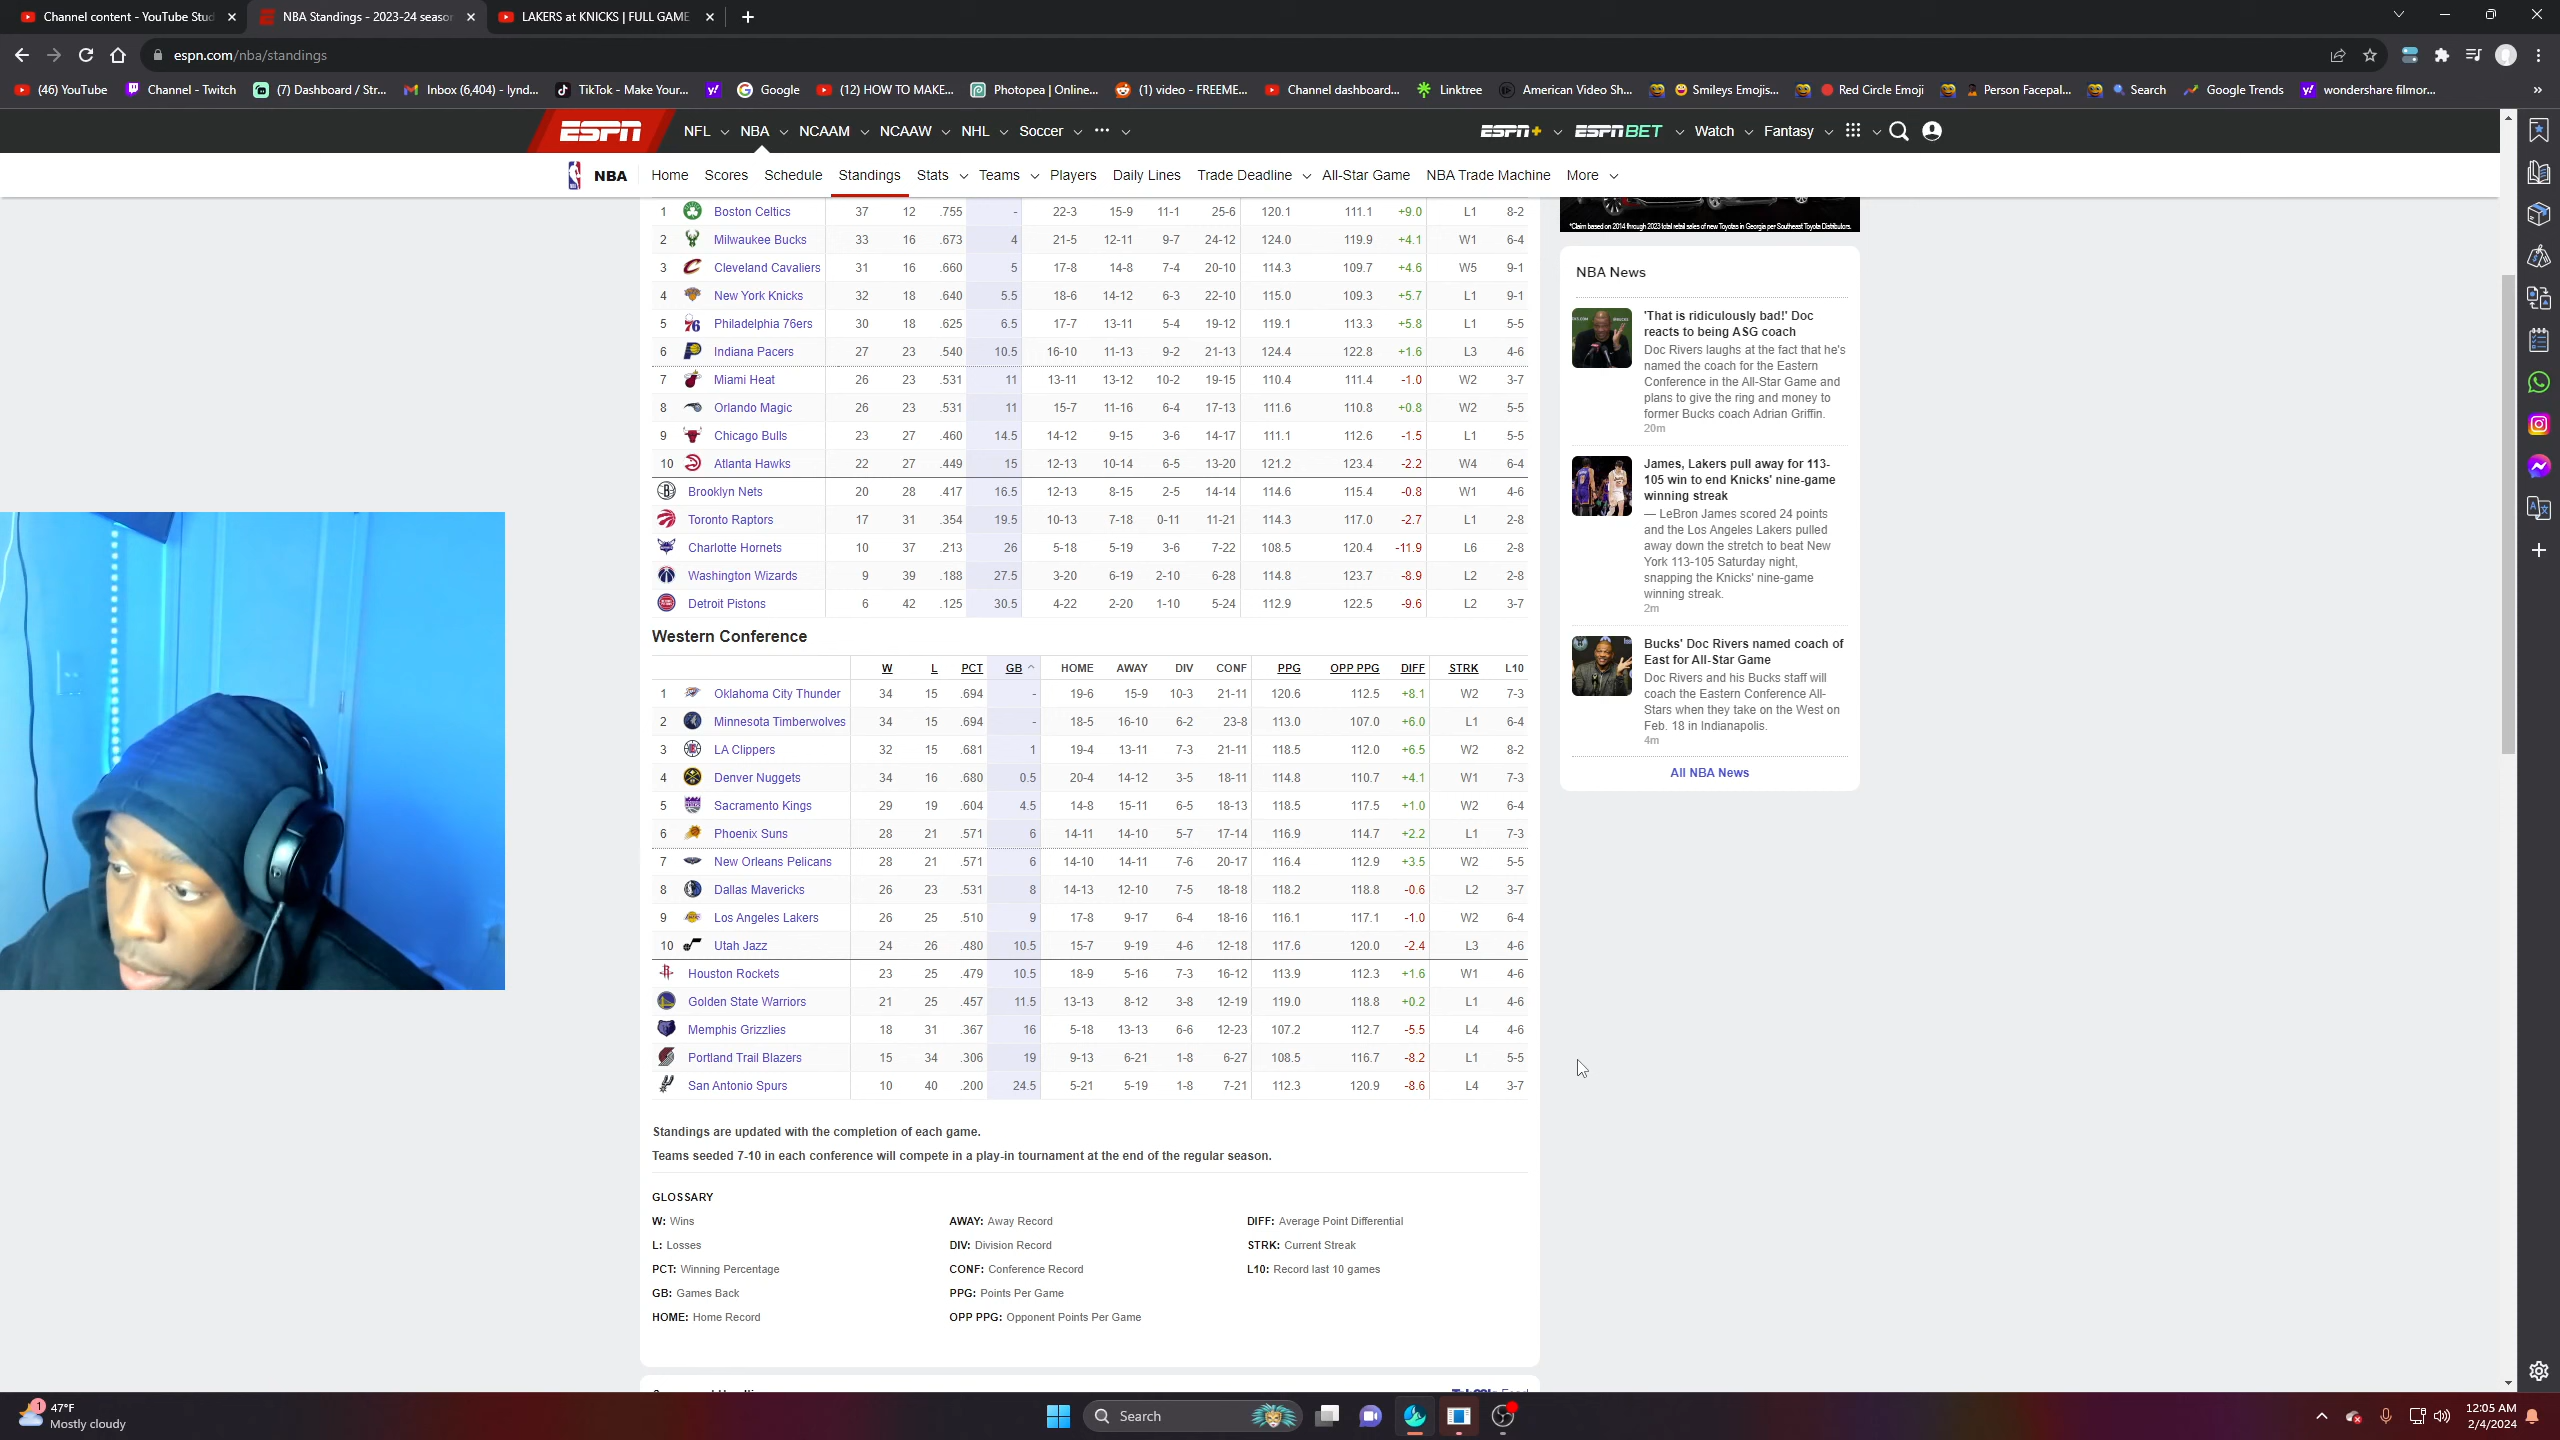 Channel content - YouTube Stud
NBA Standings - 2023-24 seaso
LAKERS at KNICKS | FULL GAME
espn.com/nba/standings
(46) YouTube
Channel - Twitch
(7) Dashboard / Str...
Inbox (6,404) - lynd...
TikTok - Make Your...
Google
(12) HOW TO MAKE...
Photopea | Online...
(1) video - FREEME...
Channel dashboard...
Linktree
American Video Sh...
Smileys Emojis...
Red Circle Emoji
Person Facepal...
Search
Google Trends
wondershare filmor...
ESPN NFL NBA NCAAM NCAAW NHL Soccer ESPN+ ESPN BET Watch Fantasy
NBA Home Scores Schedule Standings Stats Teams Players Daily Lines Trade Deadline All-Star Game NBA Trade Machine More
1 Boston Celtics 37 12 .755 - 22-3 15-9 11-1 25-6 120.1 111.1 +9.0 L1 8-2
2 Milwaukee Bucks 33 16 .673 4 21-5 12-11 9-7 24-12 124.0 119.9 +4.1 W1 6-4
3 Cleveland Cavaliers 31 16 .660 5 17-8 14-8 7-4 20-10 114.3 109.7 +4.6 W5 9-1
4 New York Knicks 32 18 .640 5.5 18-6 14-12 6-3 22-10 115.0 109.3 +5.7 L1 9-1
5 Philadelphia 76ers 30 18 .625 6.5 17-7 13-11 5-4 19-12 119.1 113.3 +5.8 L1 5-5
6 Indiana Pacers 27 23 .540 10.5 16-10 11-13 9-2 21-13 124.4 122.8 +1.6 L3 4-6
7 Miami Heat 26 23 .531 11 13-11 13-12 10-2 19-15 110.4 111.4 -1.0 W2 3-7
8 Orlando Magic 26 23 .531 11 15-7 11-16 6-4 17-13 111.6 110.8 +0.8 W2 5-5
9 Chicago Bulls 23 27 .460 14.5 14-12 9-15 3-6 14-17 111.1 112.6 -1.5 L1 5-5
10 Atlanta Hawks 22 27 .449 15 12-13 10-14 6-5 13-20 121.2 123.4 -2.2 W4 6-4
Brooklyn Nets 20 28 .417 16.5 12-13 8-15 2-5 14-14 114.6 115.4 -0.8 W1 4-6
Toronto Raptors 17 31 .354 19.5 10-13 7-18 0-11 11-21 114.3 117.0 -2.7 L1 2-8
Charlotte Hornets 10 37 .213 26 5-18 5-19 3-6 7-22 108.5 120.4 -11.9 L6 2-8
Washington Wizards 9 39 .188 27.5 3-20 6-19 2-10 6-28 114.8 123.7 -8.9 L2 2-8
Detroit Pistons 6 42 .125 30.5 4-22 2-20 1-10 5-24 112.9 122.5 -9.6 L2 3-7
Western Conference
W L PCT GB HOME AWAY DIV CONF PPG OPP PPG DIFF STRK L10
1 Oklahoma City Thunder 34 15 .694 - 19-6 15-9 10-3 21-11 120.6 112.5 +8.1 W2 7-3
2 Minnesota Timberwolves 34 15 .694 - 18-5 16-10 6-2 23-8 113.0 107.0 +6.0 L1 6-4
3 LA Clippers 32 15 .681 1 19-4 13-11 7-3 21-11 118.5 112.0 +6.5 W2 8-2
4 Denver Nuggets 34 16 .680 0.5 20-4 14-12 3-5 18-11 114.8 110.7 +4.1 W1 7-3
5 Sacramento Kings 29 19 .604 4.5 14-8 15-11 6-5 18-13 118.5 117.5 +1.0 W2 6-4
6 Phoenix Suns 28 21 .571 6 14-11 14-10 5-7 17-14 116.9 114.7 +2.2 L1 7-3
7 New Orleans Pelicans 28 21 .571 6 14-10 14-11 7-6 20-17 116.4 112.9 +3.5 W2 5-5
8 Dallas Mavericks 26 23 .531 8 14-13 12-10 7-5 18-18 118.2 118.8 -0.6 L2 3-7
9 Los Angeles Lakers 26 25 .510 9 17-8 9-17 6-4 18-16 116.1 117.1 -1.0 W2 6-4
10 Utah Jazz 24 26 .480 10.5 15-7 9-19 4-6 12-18 117.6 120.0 -2.4 L3 4-6
Houston Rockets 23 25 .479 10.5 18-9 5-16 7-3 16-12 113.9 112.3 +1.6 W1 4-6
Golden State Warriors 21 25 .457 11.5 13-13 8-12 3-8 12-19 119.0 118.8 +0.2 L1 4-6
Memphis Grizzlies 18 31 .367 16 5-18 13-13 6-6 12-23 107.2 112.7 -5.5 L4 4-6
Portland Trail Blazers 15 34 .306 19 9-13 6-21 1-8 6-27 108.5 116.7 -8.2 L1 5-5
San Antonio Spurs 10 40 .200 24.5 5-21 5-19 1-8 7-21 112.3 120.9 -8.6 L4 3-7
Standings are updated with the completion of each game.
Teams seeded 7-10 in each conference will compete in a play-in tournament at the end of the regular season.
GLOSSARY
W: Wins AWAY: Away Record DIFF: Average Point Differential
L: Losses DIV: Division Record STRK: Current Streak
PCT: Winning Percentage CONF: Conference Record L10: Record last 10 games
GB: Games Back PPG: Points Per Game
HOME: Home Record OPP PPG: Opponent Points Per Game
*Claim based on 2014 through 2023 total retail sales of new Toyotas in Georgia per Southeast Toyota Distributors.
NBA News
'That is ridiculously bad!' Doc
reacts to being ASG coach
Doc Rivers laughs at the fact that he's
named the coach for the Eastern
Conference in the All-Star Game and
plans to give the ring and money to
former Bucks coach Adrian Griffin.
20m
James, Lakers pull away for 113-
105 win to end Knicks' nine-game
winning streak
— LeBron James scored 24 points
and the Los Angeles Lakers pulled
away down the stretch to beat New
York 113-105 Saturday night,
snapping the Knicks' nine-game
winning streak.
2m
Bucks' Doc Rivers named coach of
East for All-Star Game
Doc Rivers and his Bucks staff will
coach the Eastern Conference All-
Stars when they take on the West on
Feb. 18 in Indianapolis.
4m
All NBA News
1
47°F
Mostly cloudy
Search
12:05 AM
2/4/2024